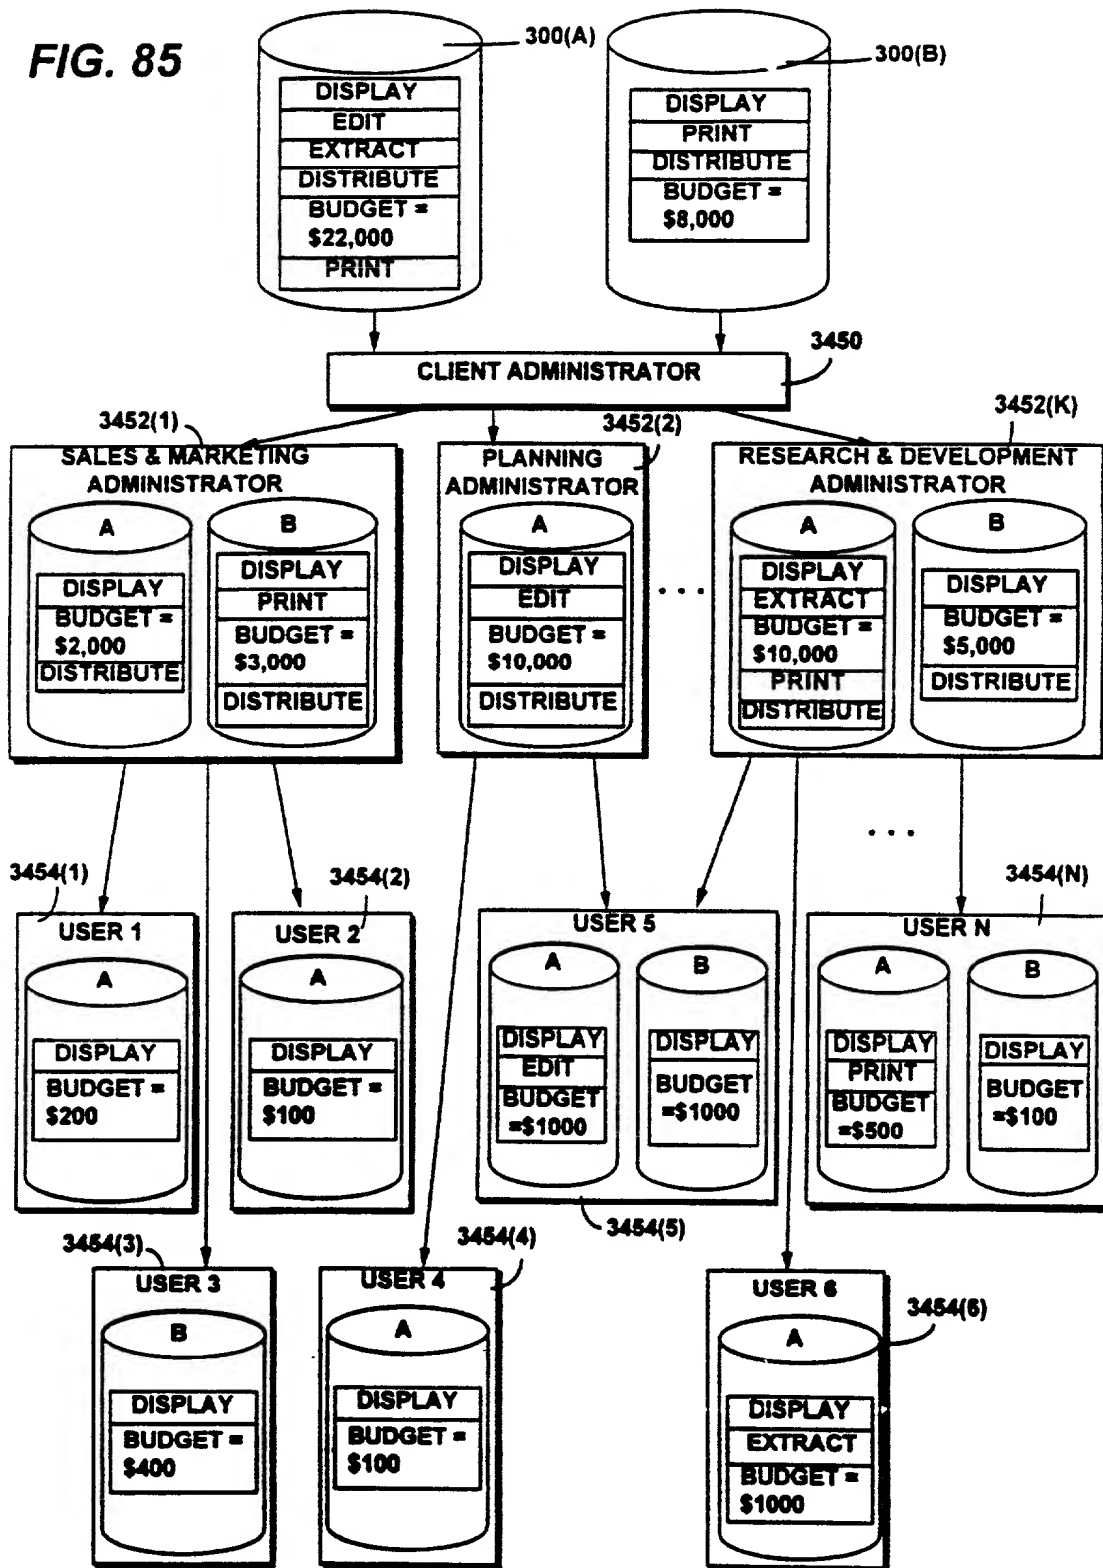 FIG. 85
300(A)
DISPLAY
EDIT
EXTRACT
DISTRIBUTE
BUDGET =
$22,000
PRINT
300(B)
DISPLAY
PRINT
DISTRIBUTE
BUDGET =
$8,000
3450
CLIENT ADMINISTRATOR
3452(1)
SALES & MARKETING
ADMINISTRATOR
A
DISPLAY
BUDGET =
$2,000
DISTRIBUTE
B
DISPLAY
PRINT
BUDGET =
$3,000
DISTRIBUTE
3452(2)
PLANNING
ADMINISTRATOR
A
DISPLAY
EDIT
BUDGET =
$10,000
DISTRIBUTE
. . .
3452(K)
RESEARCH & DEVELOPMENT
ADMINISTRATOR
A
DISPLAY
EXTRACT
BUDGET =
$10,000
PRINT
DISTRIBUTE
B
DISPLAY
BUDGET =
$5,000
DISTRIBUTE
. . .
3454(1)
USER 1
A
DISPLAY
BUDGET =
$200
3454(2)
USER 2
A
DISPLAY
BUDGET =
$100
USER 5
A
DISPLAY
EDIT
BUDGET
=$1000
B
DISPLAY
BUDGET
=$1000
3454(5)
3454(N)
USER N
A
DISPLAY
PRINT
BUDGET
=$500
B
DISPLAY
BUDGET
=$100
3454(3)
USER 3
B
DISPLAY
BUDGET =
$400
3454(4)
USER 4
A
DISPLAY
BUDGET =
$100
USER 6
3454(6)
A
DISPLAY
EXTRACT
BUDGET =
$1000